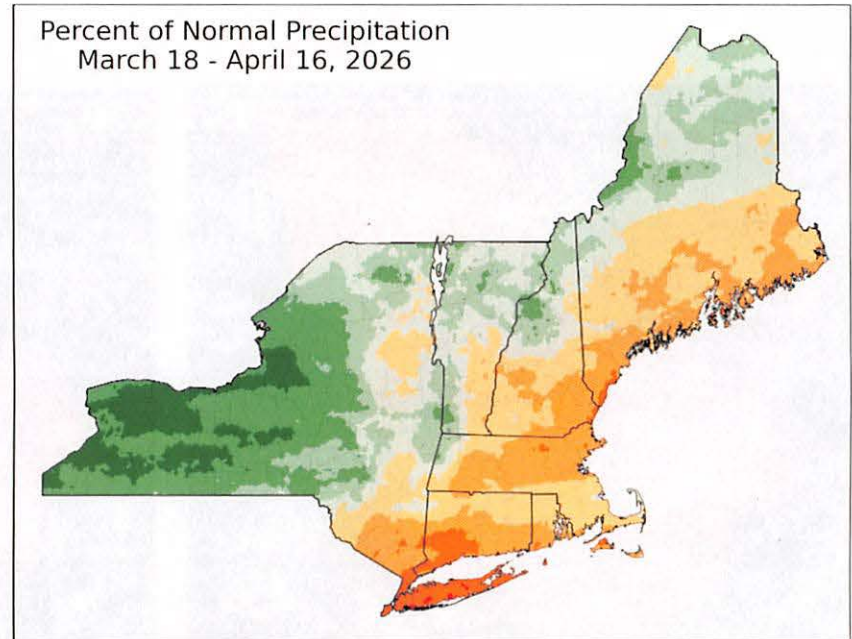 Percent of Normal Precipitation
March 18 - April 16, 2026